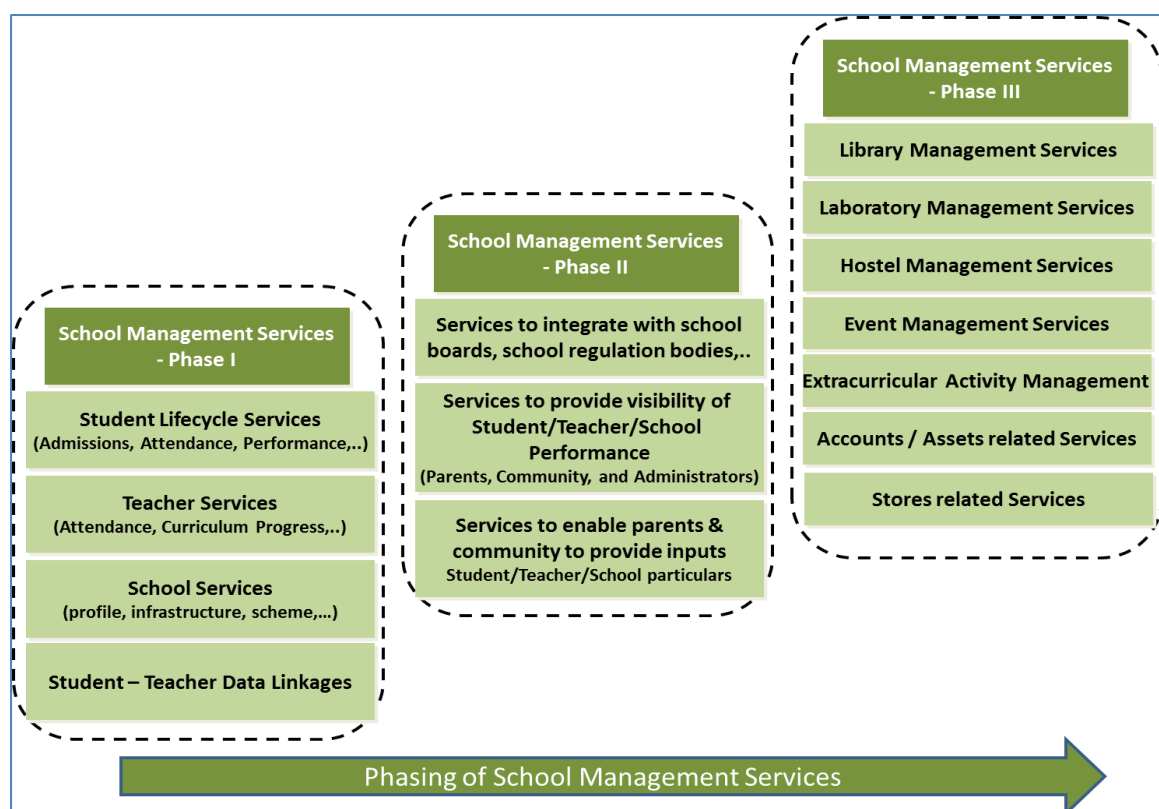 School Management Services
- Phase I
Student Lifecycle Services
(Admissions, Attendance, Performance,..)
Teacher Services
(Attendance, Curriculum Progress,..)
School Services
(profile, infrastructure, scheme,...)
Student – Teacher Data Linkages
School Management Services
- Phase II
Services to integrate with school
boards, school regulation bodies,..
Services to provide visibility of
Student/Teacher/School
Performance
(Parents, Community, and Administrators)
Services to enable parents &
community to provide inputs
Student/Teacher/School particulars
School Management Services
- Phase III
Library Management Services
Laboratory Management Services
Hostel Management Services
Event Management Services
Extracurricular Activity Management
Accounts / Assets related Services
Stores related Services
Phasing of School Management Services